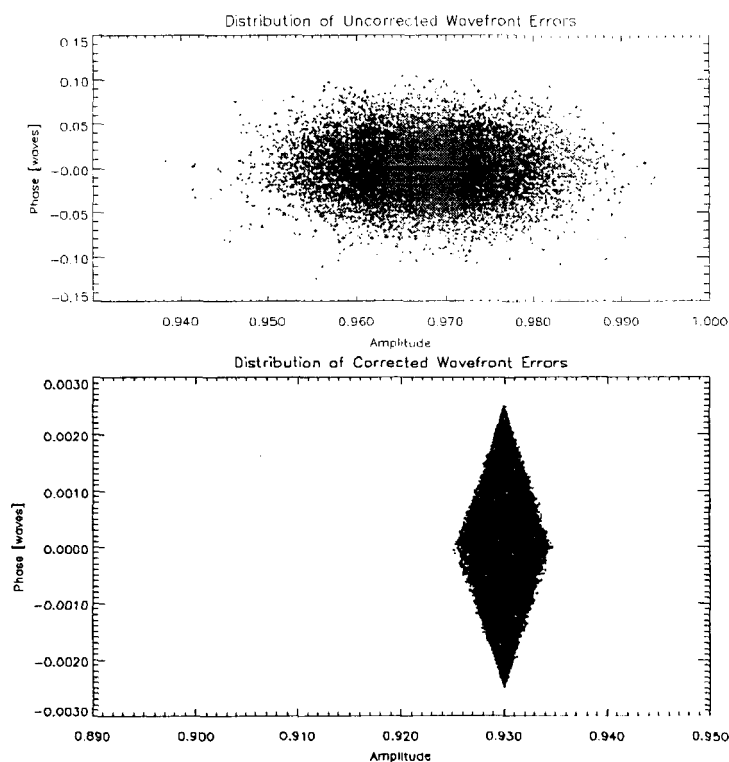 Distribution of Uncorrected Wavefront Errors
0.15
0.10
0.05
-0.00
-0.05
-0.10
-0.15
Phase [waves]
0.940 0.950 0.960 0.970 0.980 0.990 1.000
Amplitude
Distribution of Corrected Wavefront Errors
0.0030
0.0020
0.0010
0.0000
-0.0010
-0.0020
-0.0030
Phase [waves]
0.890 0.900 0.910 0.920 0.930 0.940 0.950
Amplitude